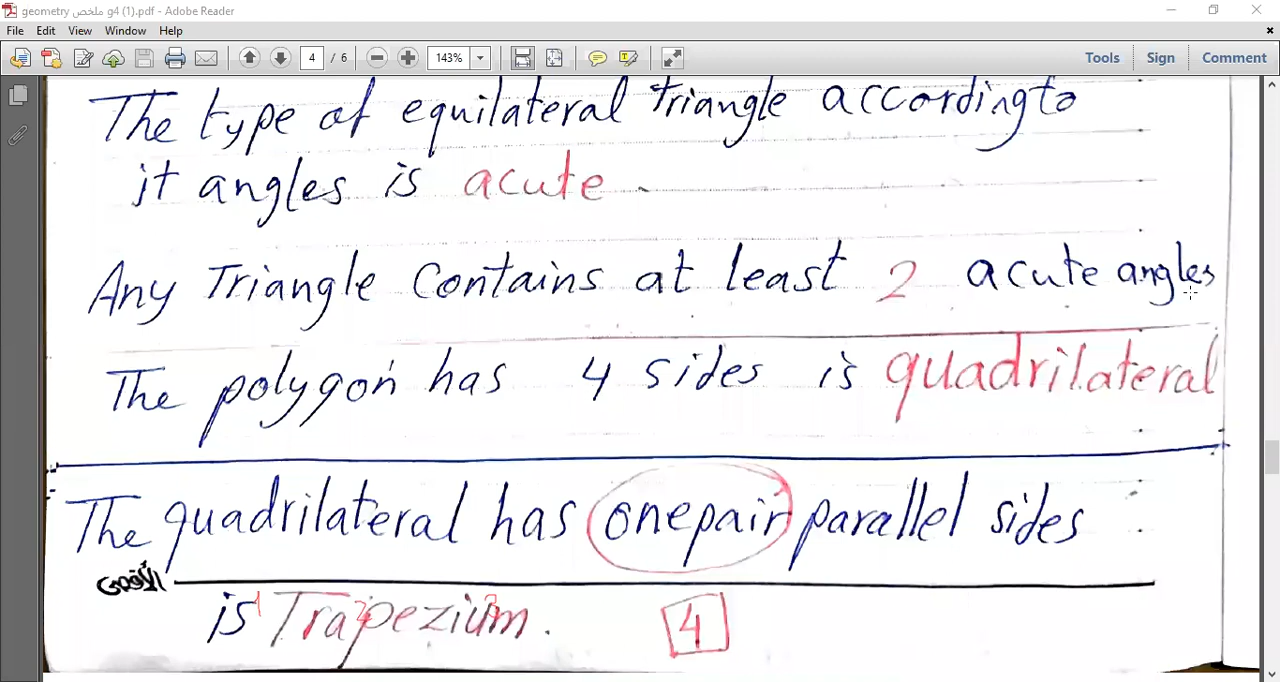 geometry ملخص g4 (1).pdf - Adobe Reader
File Edit View Window Help
4 / 6 143% Tools Sign Comment
The type of equilateral triangle according to
it angles is acute .
Any Triangle Contains at least 2 acute angles
The polygon has 4 sides is quadrilateral
The quadrilateral has one pair parallel sides
الأقصى
is Trapezium. 4